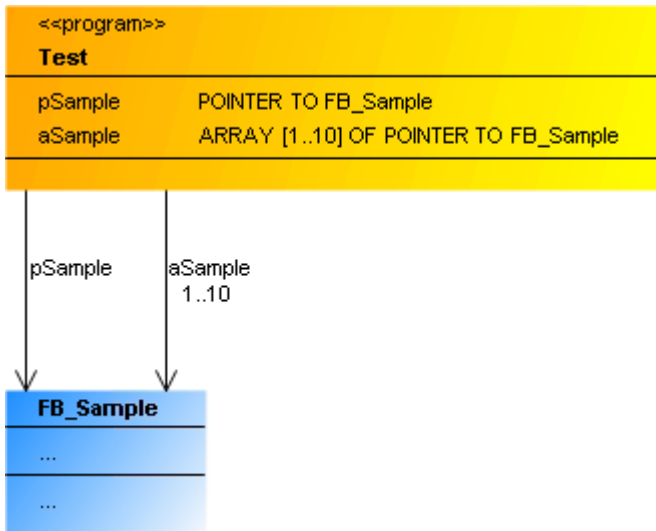 <<program>>
Test
pSample POINTER TO FB_Sample
aSample ARRAY [1..10] OF POINTER TO FB_Sample
pSample
aSample
1..10
FB_Sample
...
...